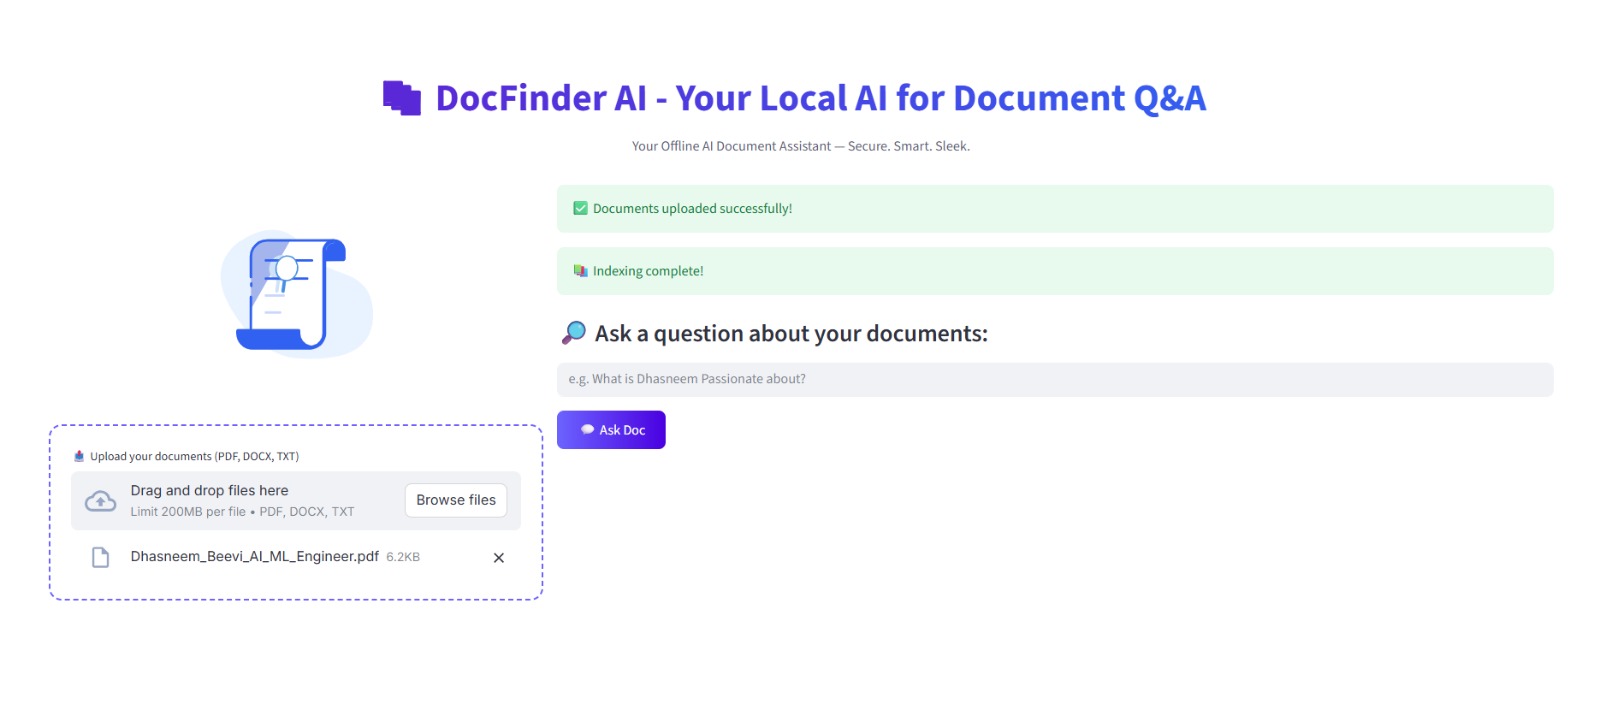 DocFinder AI - Your Local AI for Document Q&A
Your Offline AI Document Assistant — Secure. Smart. Sleek.
✅ Documents uploaded successfully!
📚 Indexing complete!
🔎 Ask a question about your documents:
e.g. What is Dhasneem Passionate about?
💬 Ask Doc
📤 Upload your documents (PDF, DOCX, TXT)
Drag and drop files here
Limit 200MB per file • PDF, DOCX, TXT
Browse files
Dhasneem_Beevi_AI_ML_Engineer.pdf 6.2KB